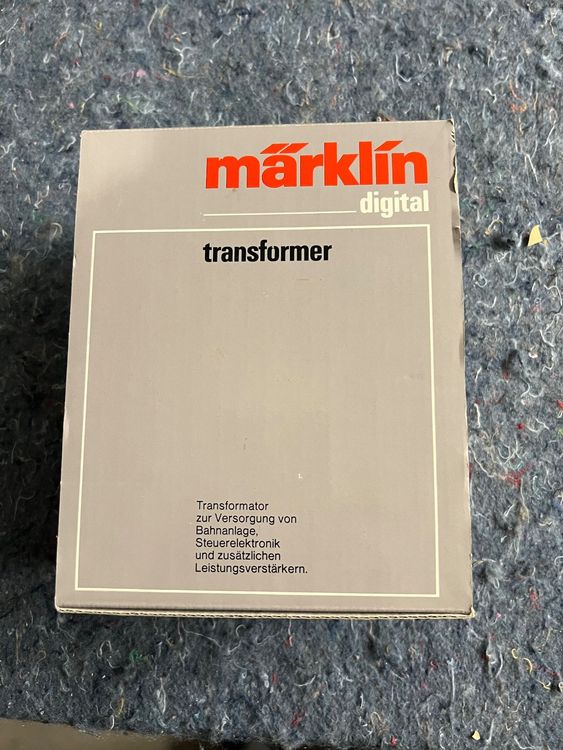 märklin
digital
transformer
Transformator
zur Versorgung von
Bahnanlage,
Steuerelektronik
und zusätzlichen
Leistungsverstärkern.